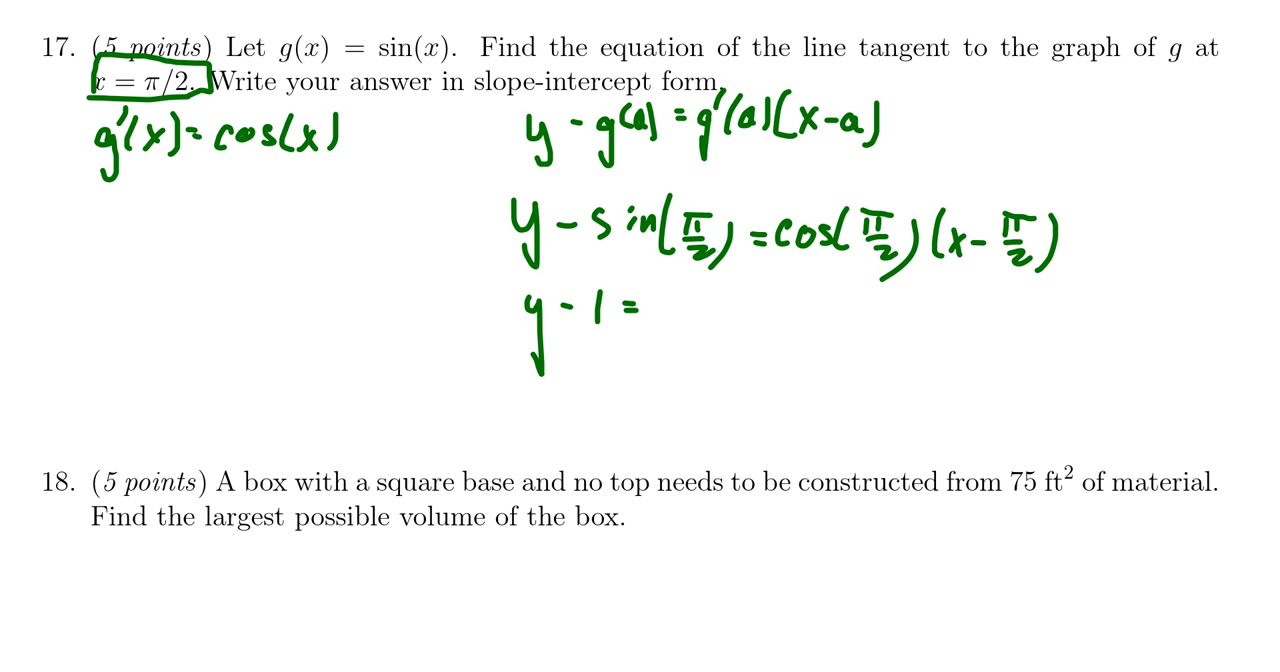 17. (5 points) Let g(x) = sin(x). Find the equation of the line tangent to the graph of g at
x = π/2. Write your answer in slope-intercept form.
g'(x) = cos(x)
y - g(a) = g'(a)(x-a)
y - sin(π/2) = cos(π/2)(x - π/2)
y - 1 =
18. (5 points) A box with a square base and no top needs to be constructed from 75 ft² of material.
Find the largest possible volume of the box.